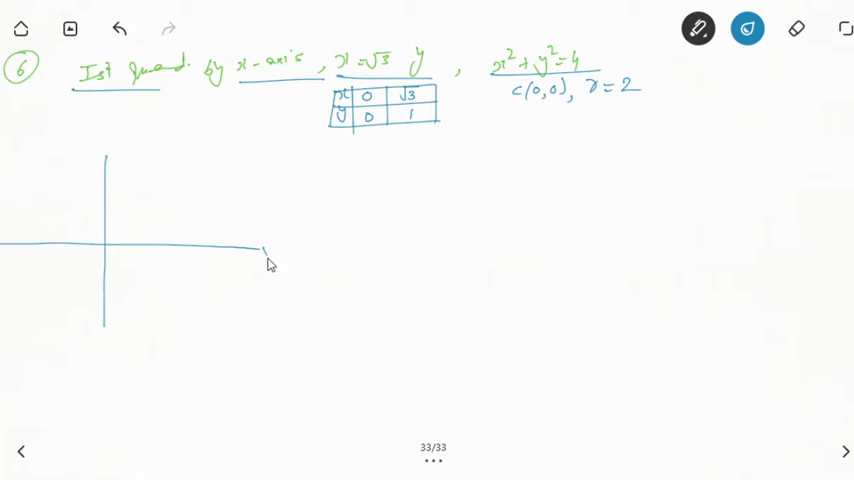 6 Ist quad. by x-axis, x=√3 y, x²+y²=4
x 0 √3
y 0 1
c(0,0), r=2
33/33